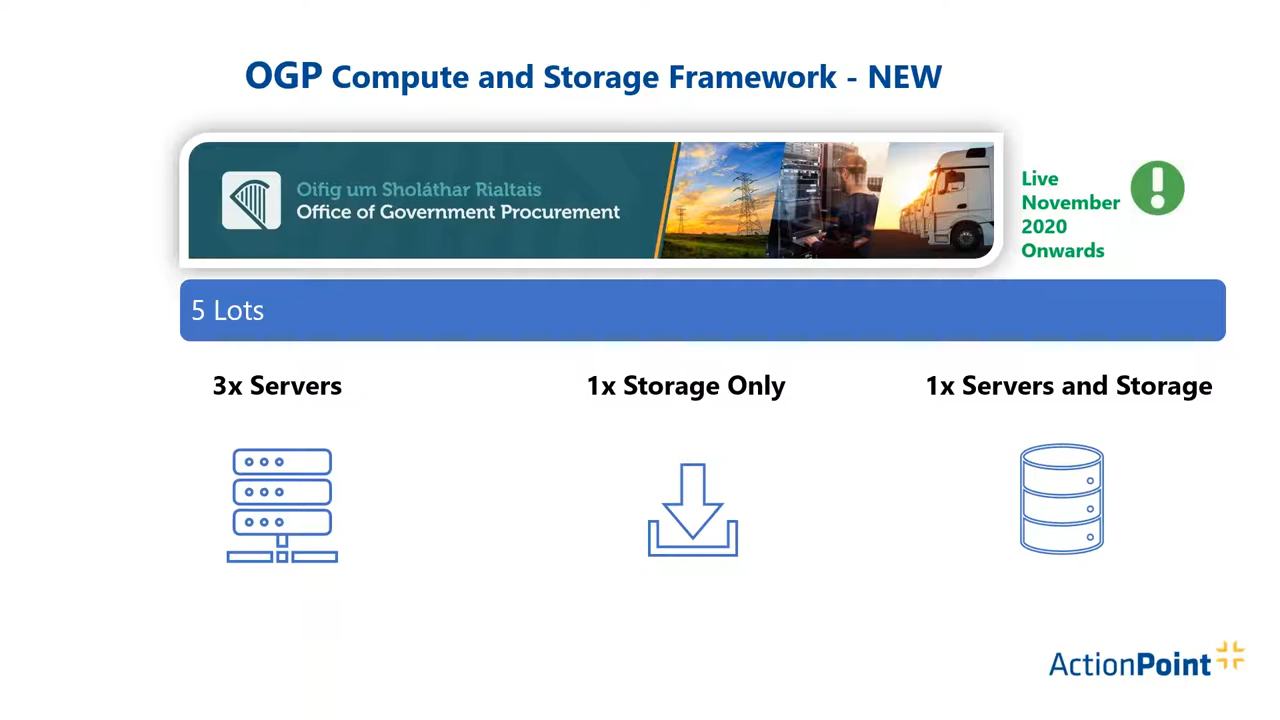 OGP Compute and Storage Framework - NEW
Oifig um Sholáthar Rialtais
Office of Government Procurement
Live
November
2020
Onwards
5 Lots
3x Servers
1x Storage Only
1x Servers and Storage
ActionPoint